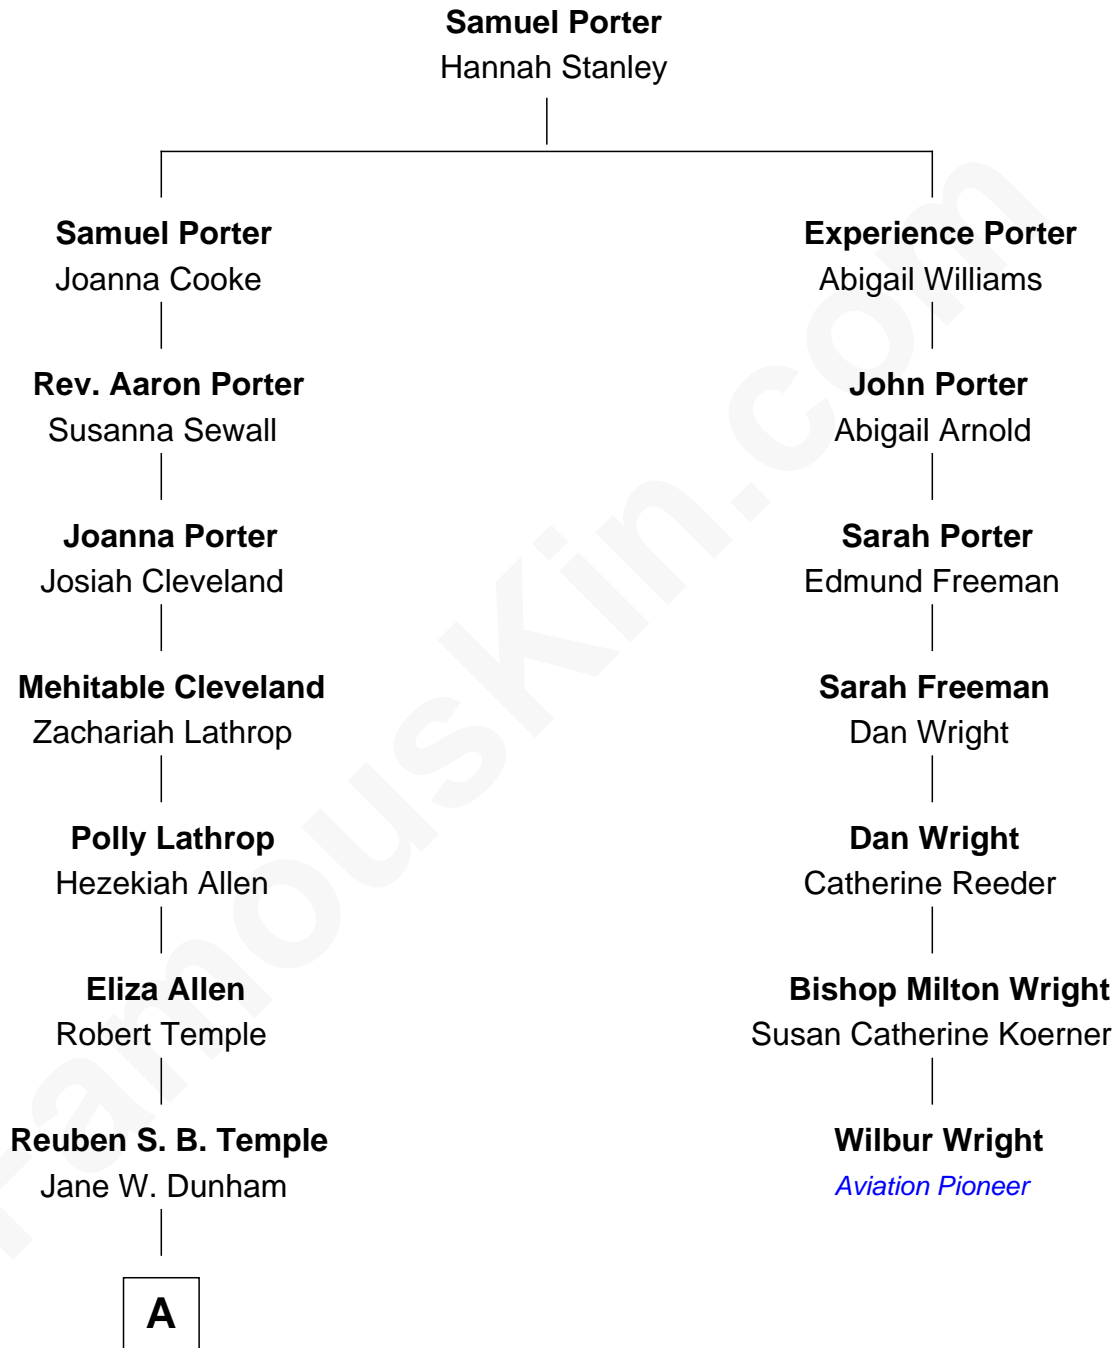 Samuel Porter
Hannah Stanley
Samuel Porter
Joanna Cooke
Rev. Aaron Porter
Susanna Sewall
Joanna Porter
Josiah Cleveland
Mehitable Cleveland
Zachariah Lathrop
Polly Lathrop
Hezekiah Allen
Eliza Allen
Robert Temple
Reuben S. B. Temple
Jane W. Dunham
A
Experience Porter
Abigail Williams
John Porter
Abigail Arnold
Sarah Porter
Edmund Freeman
Sarah Freeman
Dan Wright
Dan Wright
Catherine Reeder
Bishop Milton Wright
Susan Catherine Koerner
Wilbur Wright
Aviation Pioneer
FamousKin.com